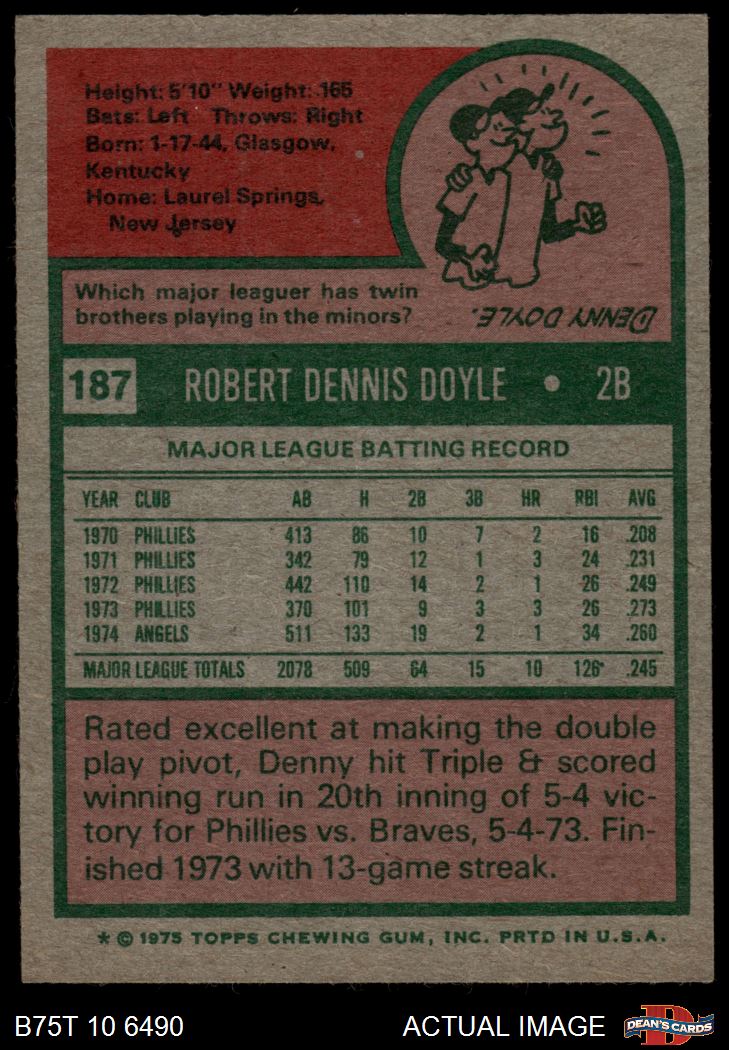 Height: 5'10" Weight: 165
Bats: Left Throws: Right
Born: 1-17-44, Glasgow,
Kentucky
Home: Laurel Springs,
New Jersey
Which major leaguer has twin
brothers playing in the minors?
DENNY DOYLE.
187 ROBERT DENNIS DOYLE • 2B
MAJOR LEAGUE BATTING RECORD
YEAR CLUB AB H 2B 3B HR RBI AVG
1970 PHILLIES 413 86 10 7 2 16 .208
1971 PHILLIES 342 79 12 1 3 24 .231
1972 PHILLIES 442 110 14 2 1 26 .249
1973 PHILLIES 370 101 9 3 3 26 .273
1974 ANGELS 511 133 19 2 1 34 .260
MAJOR LEAGUE TOTALS 2078 509 64 15 10 126 .245
Rated excellent at making the double
play pivot, Denny hit Triple & scored
winning run in 20th inning of 5-4 vic-
tory for Phillies vs. Braves, 5-4-73. Fin-
ished 1973 with 13-game streak.
* © 1975 TOPPS CHEWING GUM, INC. PRTD IN U.S.A.
B75T 10 6490 ACTUAL IMAGE DEAN'S CARDS